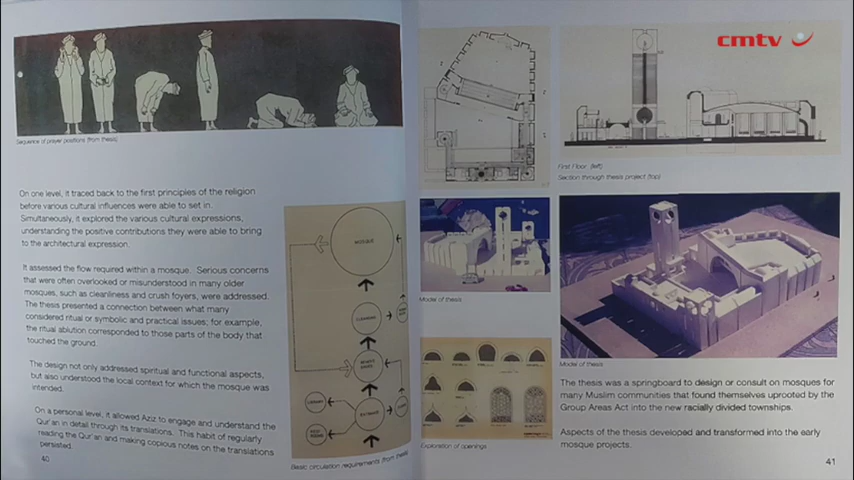 Sequence of prayer positions (from thesis)
On one level, it traced back to the first principles of the religion
before various cultural influences were able to set in.
Simultaneously, it explored the various cultural expressions,
understanding the positive contributions they were able to bring
to the architectural expression.
It assessed the flow required within a mosque. Serious concerns
that were often overlooked or misunderstood in many older
mosques, such as cleanliness and crush foyers, were addressed.
The thesis presented a connection between what many
considered ritual or symbolic and practical issues; for example,
the ritual ablution corresponded to those parts of the body that
touched the ground.
The design not only addressed spiritual and functional aspects,
but also understood the local context for which the mosque was
intended.
On a personal level, it allowed Aziz to engage and understand the
Qur'an in detail through its translations. This habit of regularly
reading the Qur'an and making copious notes on the translations
persisted.
40
MOSQUE
CLEANSING
LIBRARY
ENTRANCE
Basic circulation requirements (from thesis)
cmtv
First Floor (left)
Section through thesis project (top)
Model of thesis
Model of thesis
Exploration of openings
The thesis was a springboard to design or consult on mosques for
many Muslim communities that found themselves uprooted by the
Group Areas Act into the new racially divided townships.
Aspects of the thesis developed and transformed into the early
mosque projects.
41